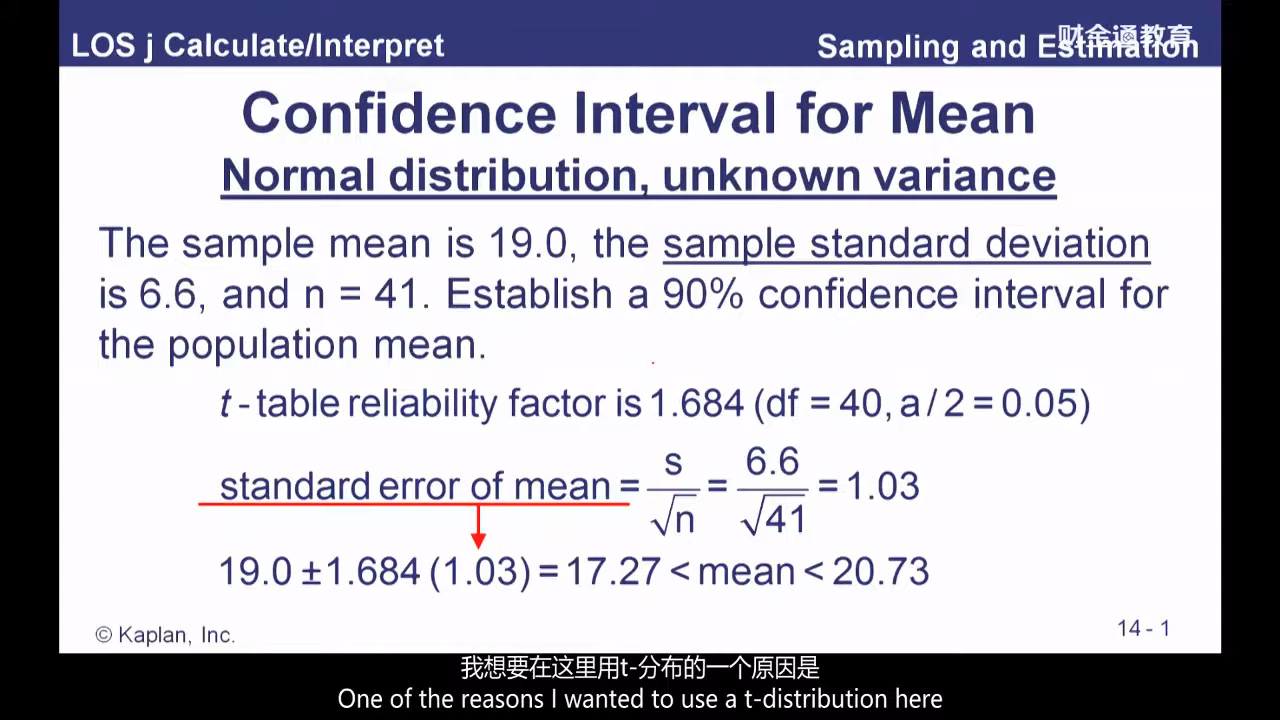 LOS j Calculate/Interpret
财金通教育
Sampling and Estimation
Confidence Interval for Mean
Normal distribution, unknown variance
The sample mean is 19.0, the sample standard deviation
is 6.6, and n = 41. Establish a 90% confidence interval for
the population mean.
t - table reliability factor is 1.684 (df = 40, a / 2 = 0.05)
standard error of mean = s/√n = 6.6/√41 = 1.03
19.0 ± 1.684 (1.03) = 17.27 < mean < 20.73
© Kaplan, Inc.
14 - 1
我想要在这里用t-分布的一个原因是
One of the reasons I wanted to use a t-distribution here